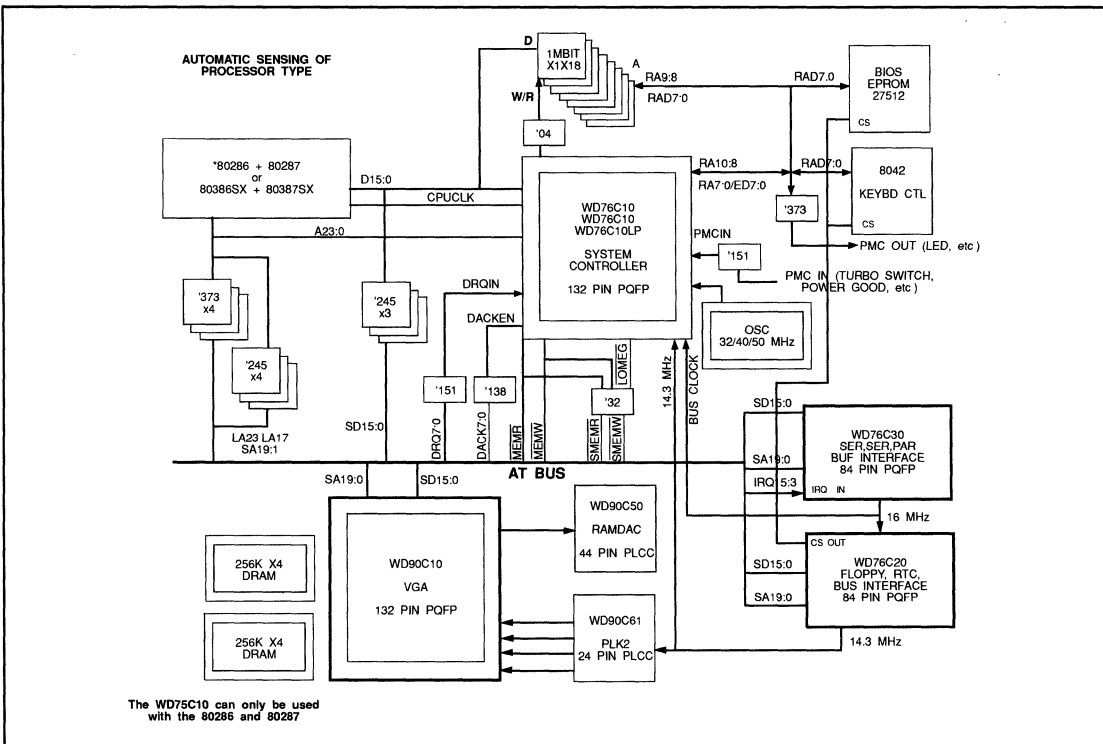 AUTOMATIC SENSING OF
PROCESSOR TYPE
D
1MBIT
X1X18
A
W/R
'04
RA9:8
RAD7:0
RAD7:0
BIOS
EPROM
27512
CS
*80286 + 80287
or
80386SX + 80387SX
D15:0
CPUCLK
A23:0
WD76C10
WD76C10
WD76C10LP
SYSTEM
CONTROLLER
132 PIN PQFP
RA10:8
RA7:0/ED7:0
RAD7:0
8042
KEYBD CTL
CS
'373
PMC OUT (LED, etc)
PMCIN
'151
PMC IN (TURBO SWITCH,
POWER GOOD, etc)
OSC
32/40/50 MHz
'373
x4
'245
x4
'245
x3
DRQIN
DACKEN
'151
'138
LOMEG
'32
14.3 MHz
BUS CLOCK
LA23 LA17
SA19:1
SD15:0
DRQ7:0
DACK7:0
MEMR
MEMW
SMEMR
SMEMW
AT BUS
SD15:0
SA19:0
IRQ15:3
WD76C30
SER,SER,PAR
BUF INTERFACE
84 PIN PQFP
IRQ IN
16 MHz
SA19:0
SD15:0
WD90C10
VGA
132 PIN PQFP
256K X4
DRAM
256K X4
DRAM
WD90C50
RAMDAC
44 PIN PLCC
WD90C61
PLK2
24 PIN PLCC
CS OUT
WD76C20
FLOPPY, RTC,
BUS INTERFACE
84 PIN PQFP
SD15:0
SA19:0
14.3 MHz
The WD75C10 can only be used
with the 80286 and 80287